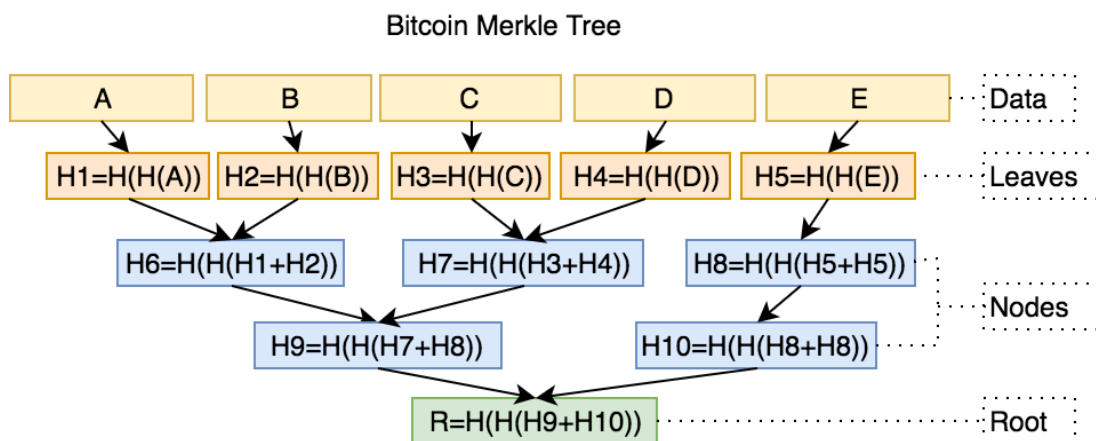 Bitcoin Merkle Tree
A
B
C
D
E
Data
H1=H(H(A))
H2=H(H(B))
H3=H(H(C))
H4=H(H(D))
H5=H(H(E))
Leaves
H6=H(H(H1+H2))
H7=H(H(H3+H4))
H8=H(H(H5+H5))
Nodes
H9=H(H(H7+H8))
H10=H(H(H8+H8))
R=H(H(H9+H10))
Root